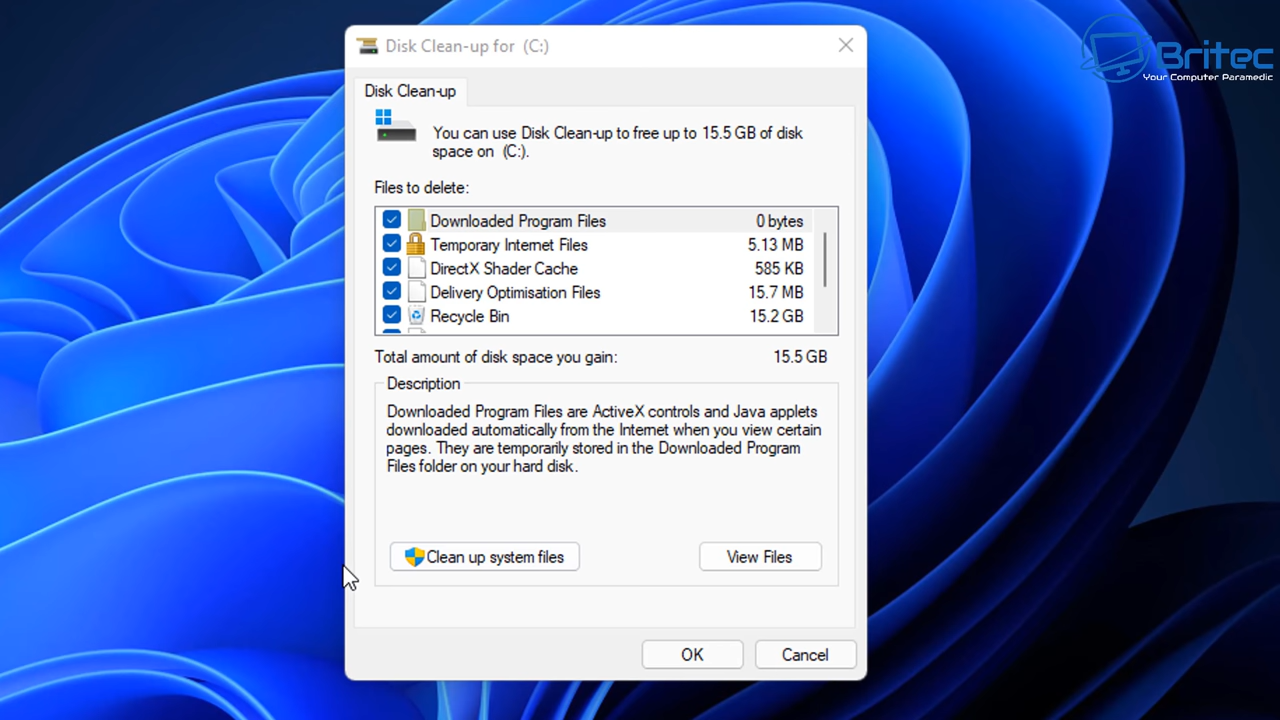 Disk Clean-up for (C:)
Britec
Your Computer Paramedic
Disk Clean-up
You can use Disk Clean-up to free up to 15.5 GB of disk
space on (C:).
Files to delete:
Downloaded Program Files 0 bytes
Temporary Internet Files 5.13 MB
DirectX Shader Cache 585 KB
Delivery Optimisation Files 15.7 MB
Recycle Bin 15.2 GB
Total amount of disk space you gain: 15.5 GB
Description
Downloaded Program Files are ActiveX controls and Java applets
downloaded automatically from the Internet when you view certain
pages. They are temporarily stored in the Downloaded Program
Files folder on your hard disk.
Clean up system files
View Files
OK
Cancel